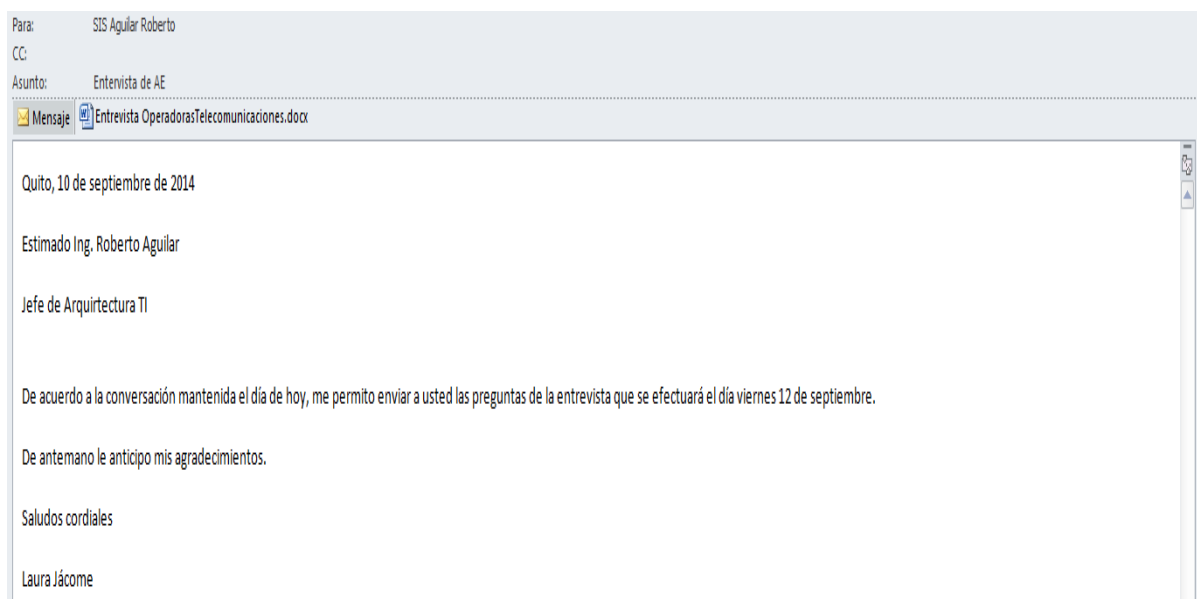 Para: SIS Aguilar Roberto
CC:
Asunto: Entervista de AE
Mensaje Entrevista OperadorasTelecomunicaciones.docx
Quito, 10 de septiembre de 2014
Estimado Ing. Roberto Aguilar
Jefe de Arquirtectura TI
De acuerdo a la conversación mantenida el día de hoy, me permito enviar a usted las preguntas de la entrevista que se efectuará el día viernes 12 de septiembre.
De antemano le anticipo mis agradecimientos.
Saludos cordiales
Laura Jácome